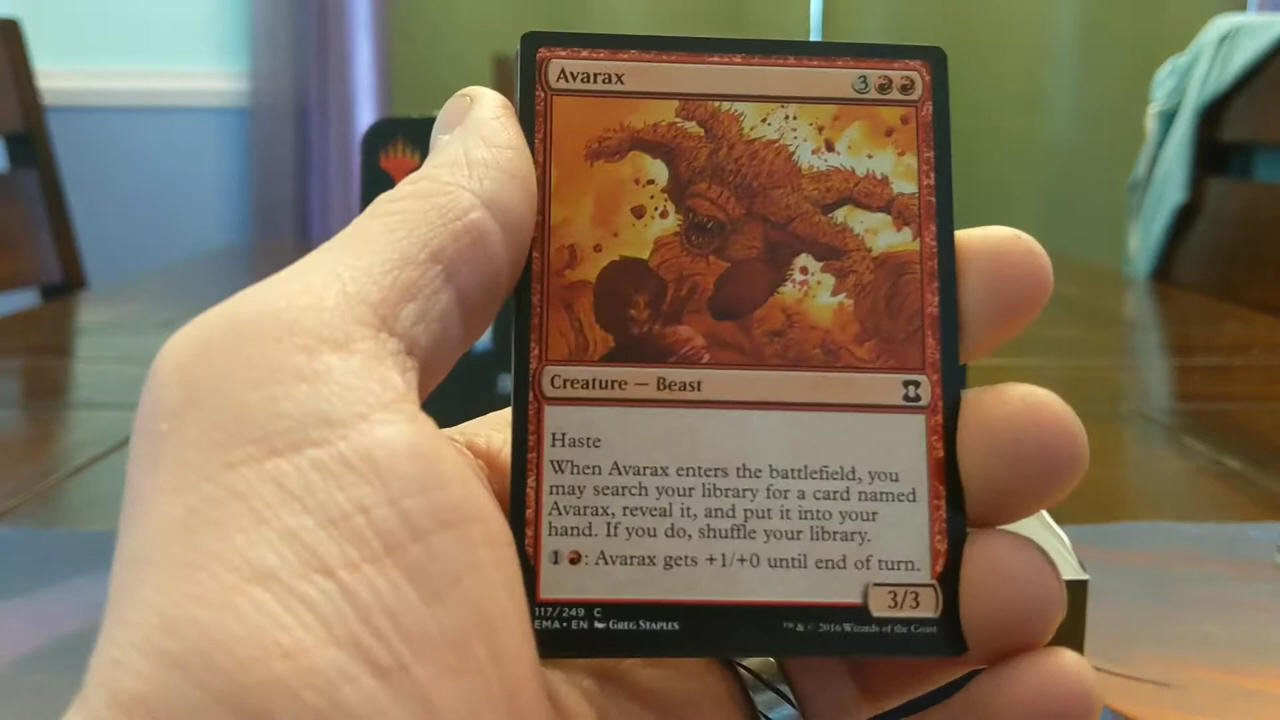 Avarax 3
Creature — Beast
Haste
When Avarax enters the battlefield, you
may search your library for a card named
Avarax, reveal it, and put it into your
hand. If you do, shuffle your library.
1 : Avarax gets +1/+0 until end of turn.
3/3
117/249 C
EMA • EN Greg Staples
™ & © 2016 Wizards of the Coast